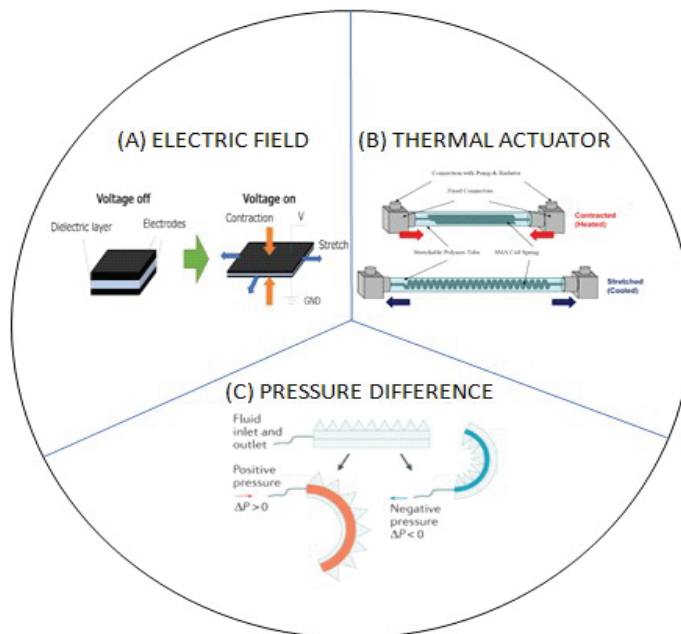 (A) ELECTRIC FIELD
Voltage off
Dielectric layer
Electrodes
Voltage on
Contraction
V
Stretch
GND
(B) THERMAL ACTUATOR
Connection with Pump & Radiator
Fixed Connectors
Contracted
(Heated)
Stretchable Polymer Tube
SMA Coil Spring
Stretched
(Cooled)
(C) PRESSURE DIFFERENCE
Fluid
inlet and
outlet
Positive
pressure
ΔP > 0
Negative
pressure
ΔP < 0